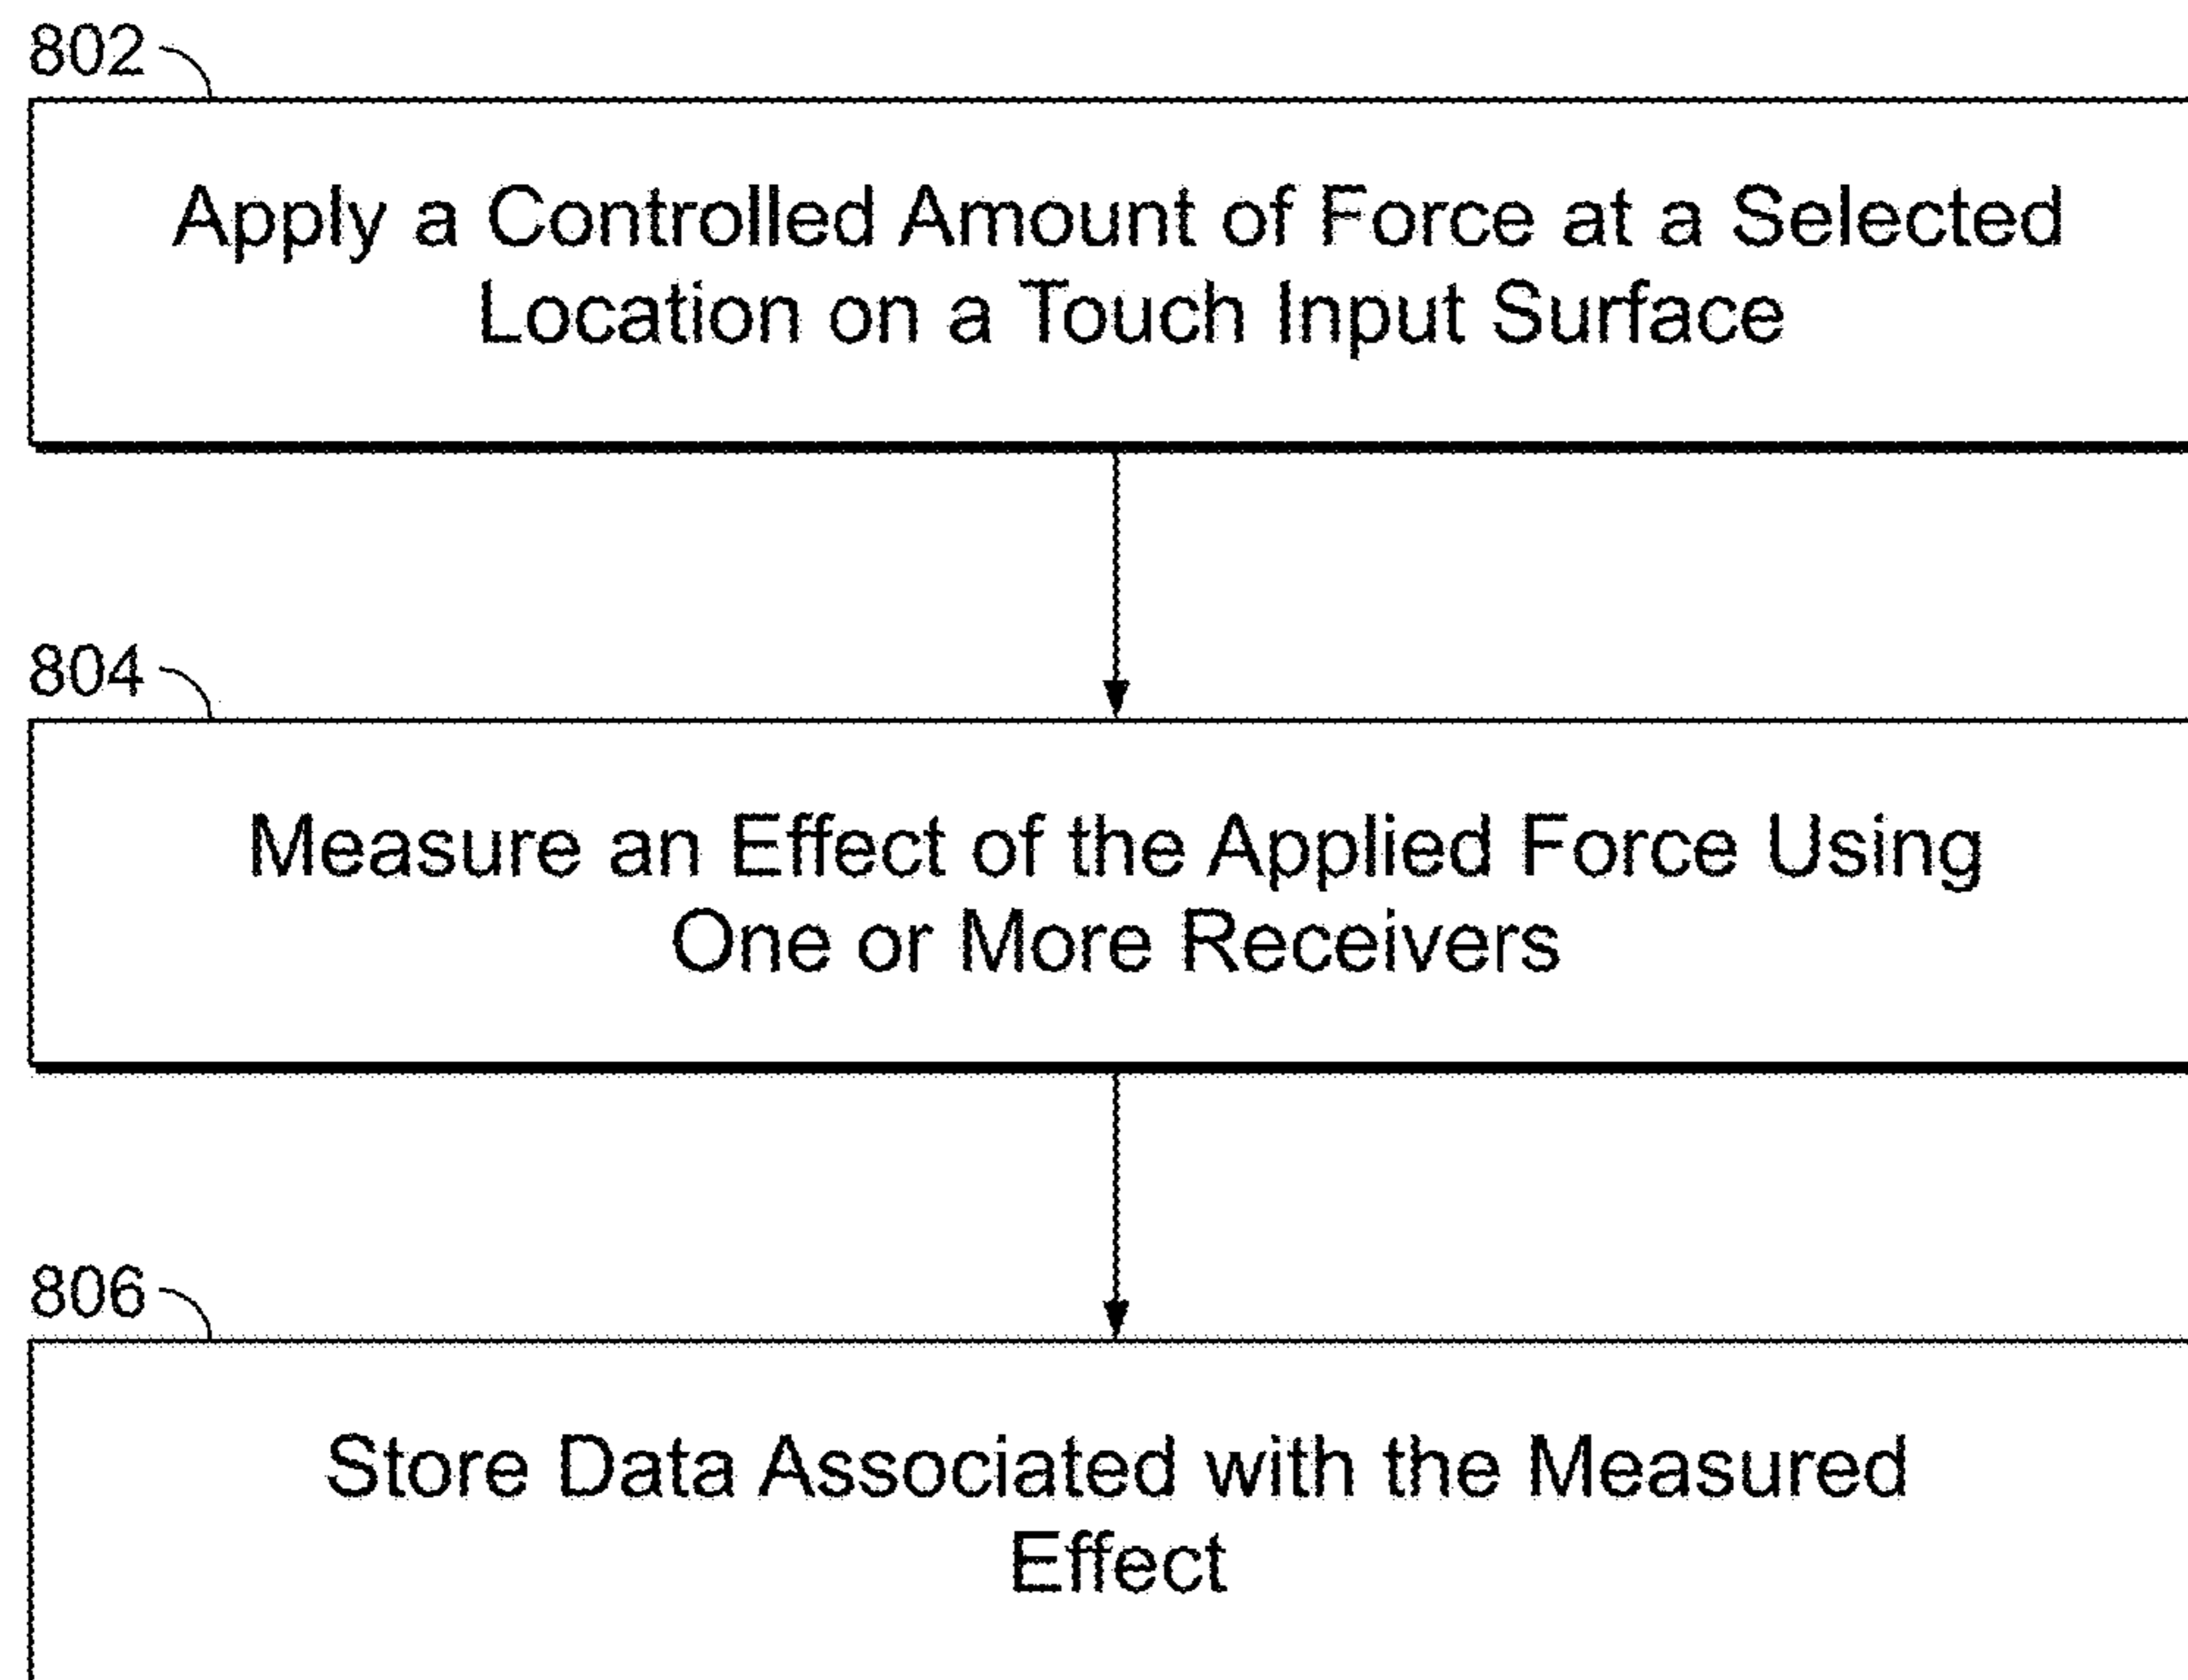 802
Apply a Controlled Amount of Force at a Selected
Location on a Touch Input Surface
804
Measure an Effect of the Applied Force Using
One or More Receivers
806
Store Data Associated with the Measured
Effect